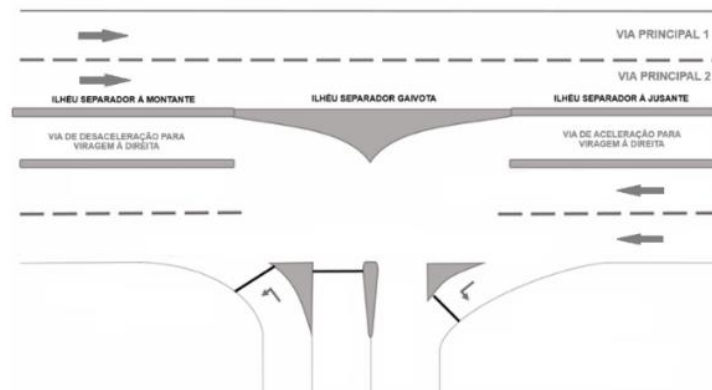 VIA PRINCIPAL 1
VIA PRINCIPAL 2
ILHÉU SEPARADOR À MONTANTE
ILHÉU SEPARADOR GAIVOTA
ILHÉU SEPARADOR À JUSANTE
VIA DE DESACELERAÇÃO PARA
VIRAGEM À DIREITA
VIA DE ACELERAÇÃO PARA
VIRAGEM À DIREITA